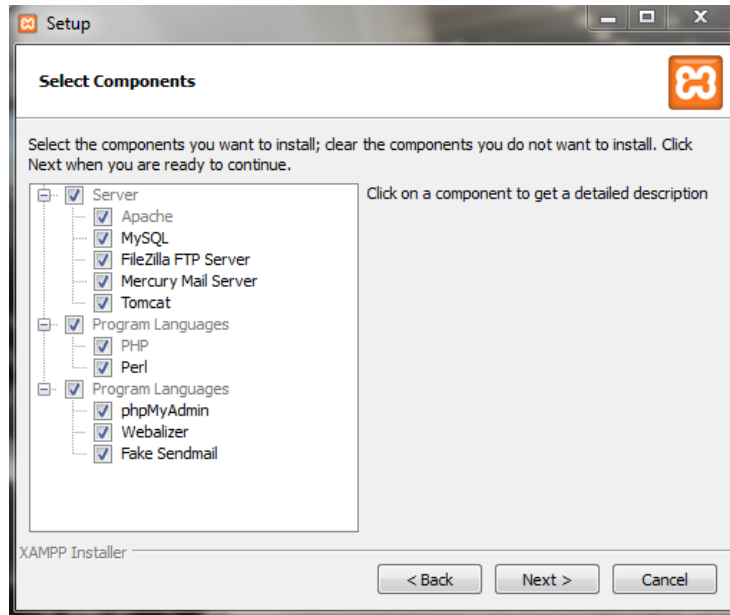 Setup
Select Components
Select the components you want to install; clear the components you do not want to install. Click
Next when you are ready to continue.
Server
Apache
MySQL
FileZilla FTP Server
Mercury Mail Server
Tomcat
Program Languages
PHP
Perl
Program Languages
phpMyAdmin
Webalizer
Fake Sendmail
Click on a component to get a detailed description
XAMPP Installer
< Back
Next >
Cancel